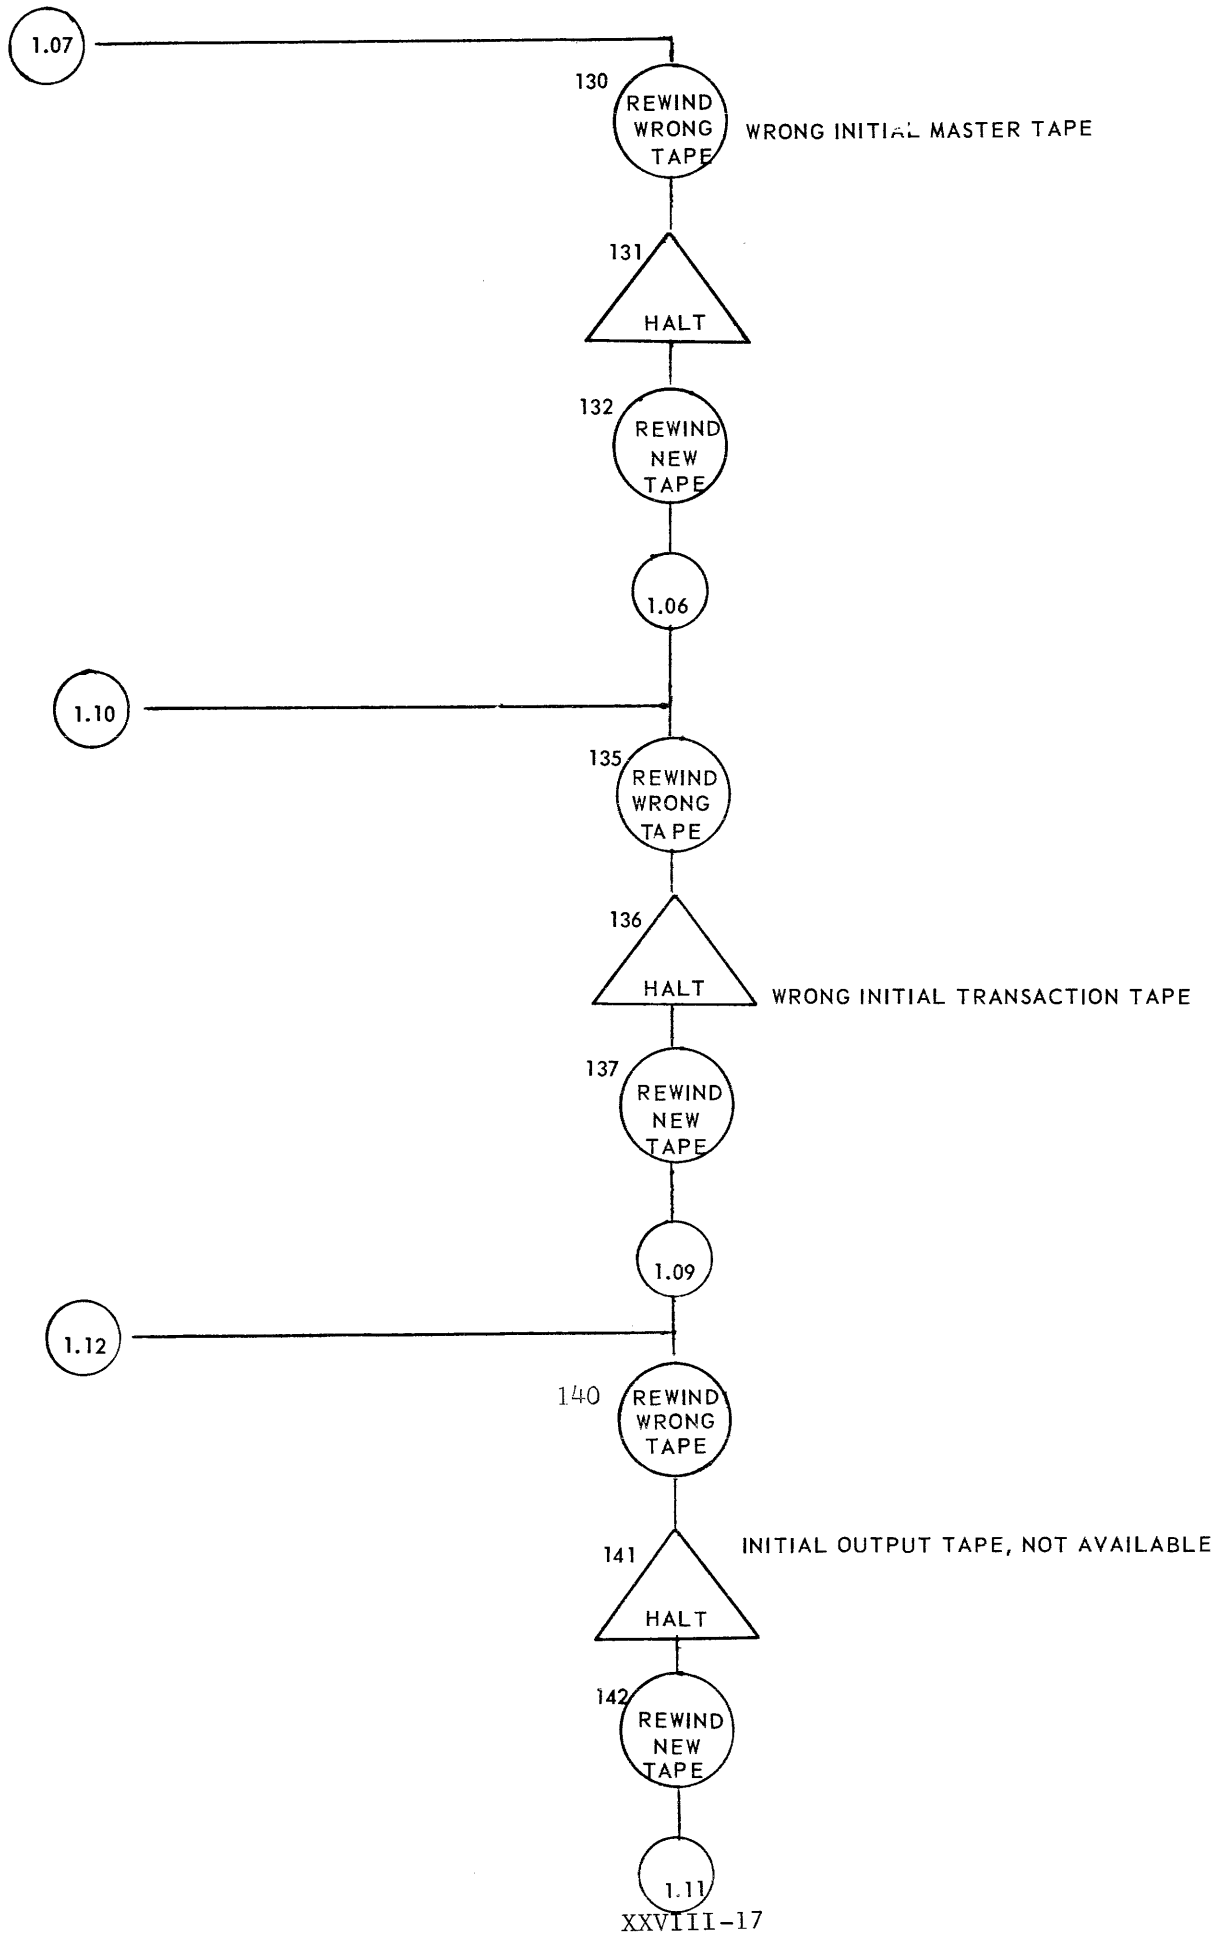 1.07
130
REWIND
WRONG
TAPE
WRONG INITIAL MASTER TAPE
131
HALT
132
REWIND
NEW
TAPE
1.06
1.10
135
REWIND
WRONG
TAPE
136
HALT
WRONG INITIAL TRANSACTION TAPE
137
REWIND
NEW
TAPE
1.09
1.12
140
REWIND
WRONG
TAPE
141
INITIAL OUTPUT TAPE, NOT AVAILABLE
HALT
142
REWIND
NEW
TAPE
1.11
XXVIII-17